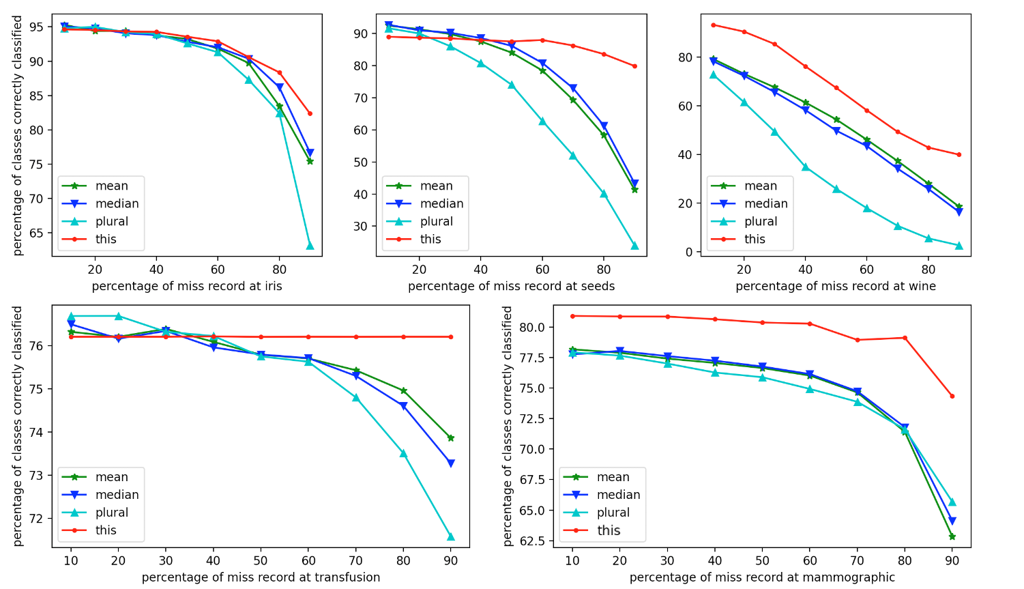 percentage of classes correctly classified
95
90
85
80
75
70
65
mean
median
plural
this
20 40 60 80
percentage of miss record at iris
90
80
70
60
50
40
30
mean
median
plural
this
20 40 60 80
percentage of miss record at seeds
80
60
40
20
0
mean
median
plural
this
20 40 60 80
percentage of miss record at wine
percentage of classes correctly classified
76
75
74
73
72
mean
median
plural
this
10 20 30 40 50 60 70 80 90
percentage of miss record at transfusion
percentage of classes correctly classified
80.0
77.5
75.0
72.5
70.0
67.5
65.0
62.5
mean
median
plural
this
10 20 30 40 50 60 70 80 90
percentage of miss record at mammographic